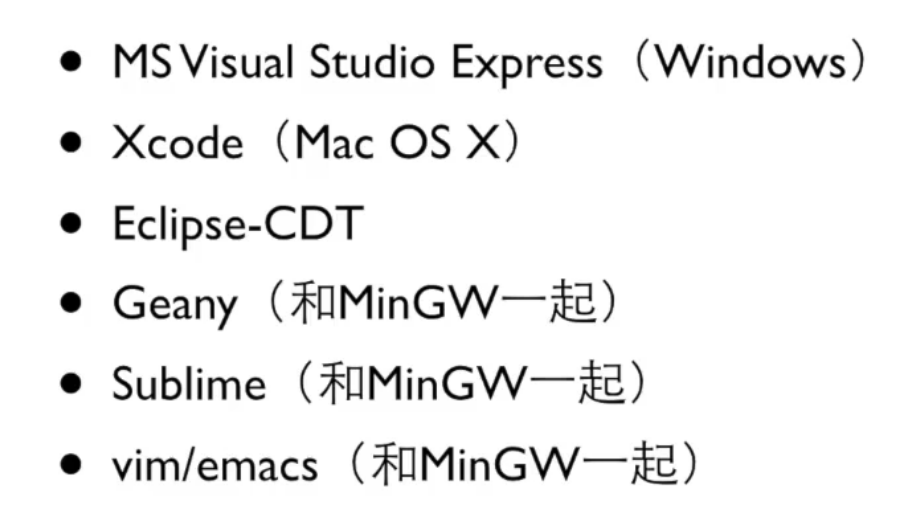 • MS Visual Studio Express（Windows）
• Xcode（Mac OS X）
• Eclipse-CDT
• Geany（和MinGW一起）
• Sublime（和MinGW一起）
• vim/emacs（和MinGW一起）